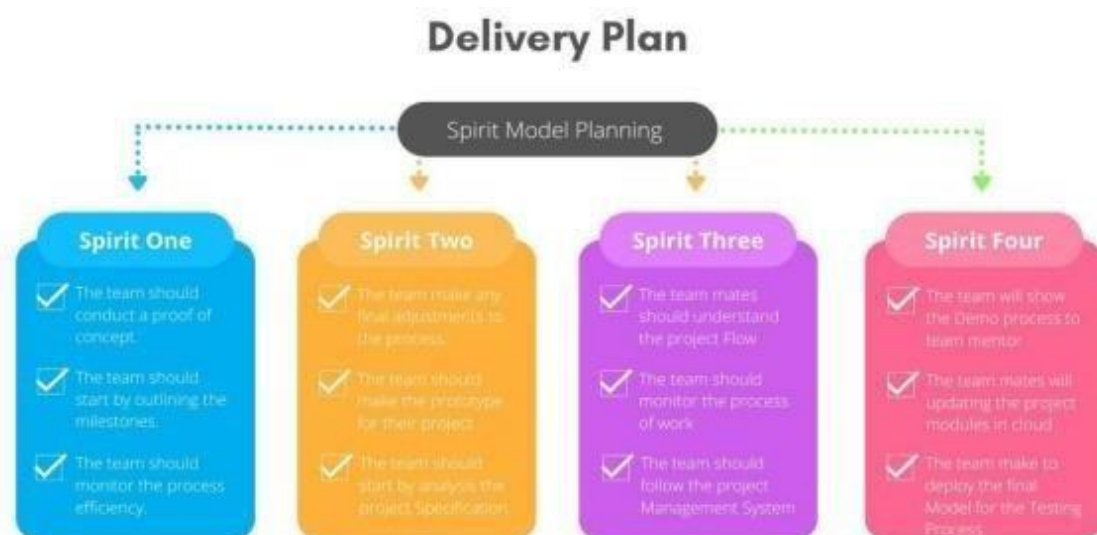 Delivery Plan
Spirit Model Planning
Spirit One
The team should
conduct a proof of
concept.
The team should
start by outlining the
milestones.
The team should
monitor the process
efficiency.
Spirit Two
The team make any
final adjustments to
the process.
The team should
make the prototype
for their project
The team should
start by analysis the
project Specification
Spirit Three
The team mates
should understand
the project Flow
The team should
monitor the process
of work
The team should
follow the project
Management System
Spirit Four
The team will show
the Demo process to
team mentor
The team mates will
updating the project
modules in cloud
The team make to
deploy the final
Model for the Testing
Process